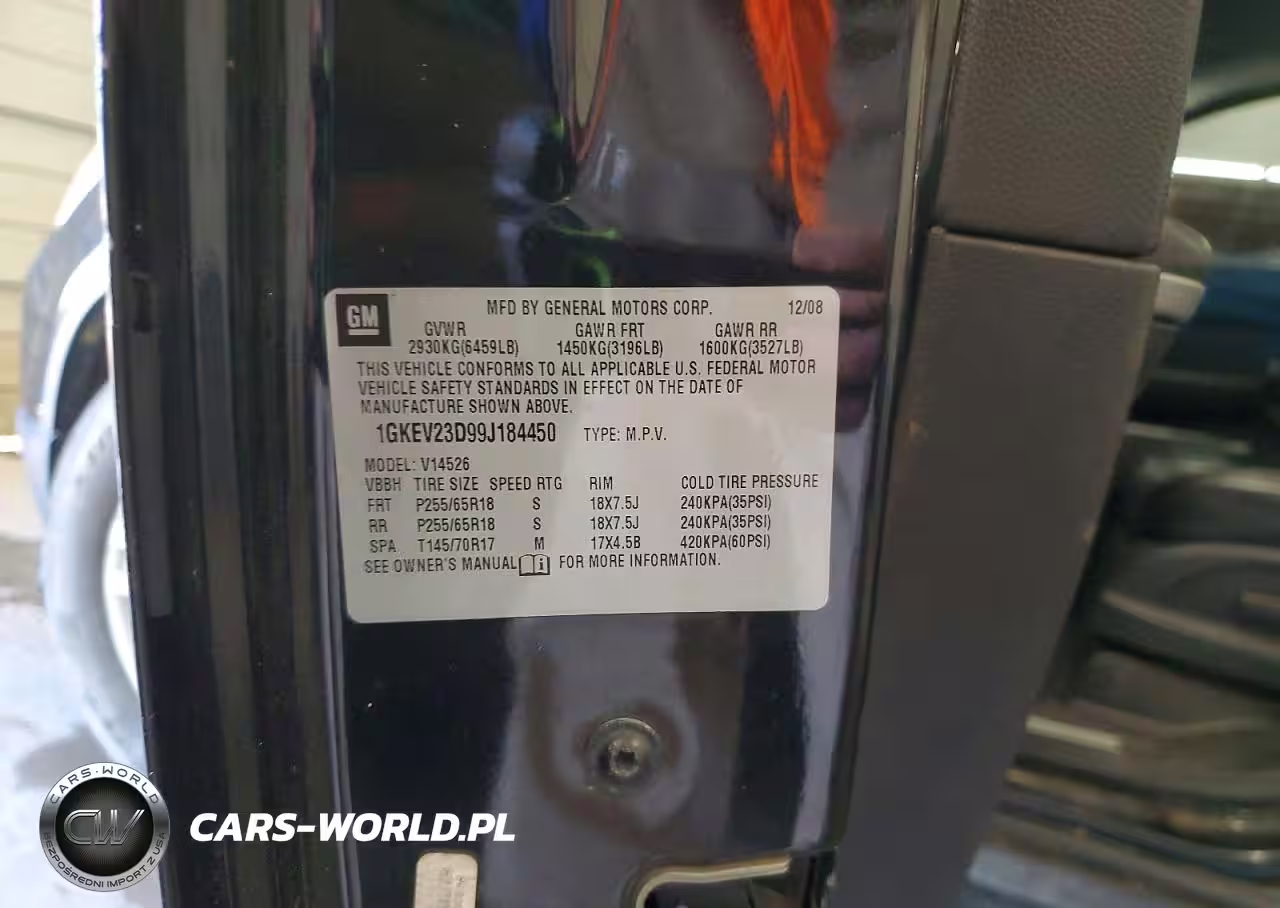 GM
MFD BY GENERAL MOTORS CORP. 12/08
GVWR GAWR FRT GAWR RR
2930KG(6459LB) 1450KG(3196LB) 1600KG(3527LB)
THIS VEHICLE CONFORMS TO ALL APPLICABLE U.S. FEDERAL MOTOR
VEHICLE SAFETY STANDARDS IN EFFECT ON THE DATE OF
MANUFACTURE SHOWN ABOVE.
1GKEV23D99J184450 TYPE: M.P.V.
MODEL: V14526
VBBH TIRE SIZE SPEED RTG RIM COLD TIRE PRESSURE
FRT P255/65R18 S 18X7.5J 240KPA(35PSI)
RR P255/65R18 S 18X7.5J 240KPA(35PSI)
SPA T145/70R17 M 17X4.5B 420KPA(60PSI)
SEE OWNER'S MANUAL i FOR MORE INFORMATION.
CARS-WORLD
CW
BEZPOŚREDNI IMPORT Z USA
CARS-WORLD.PL